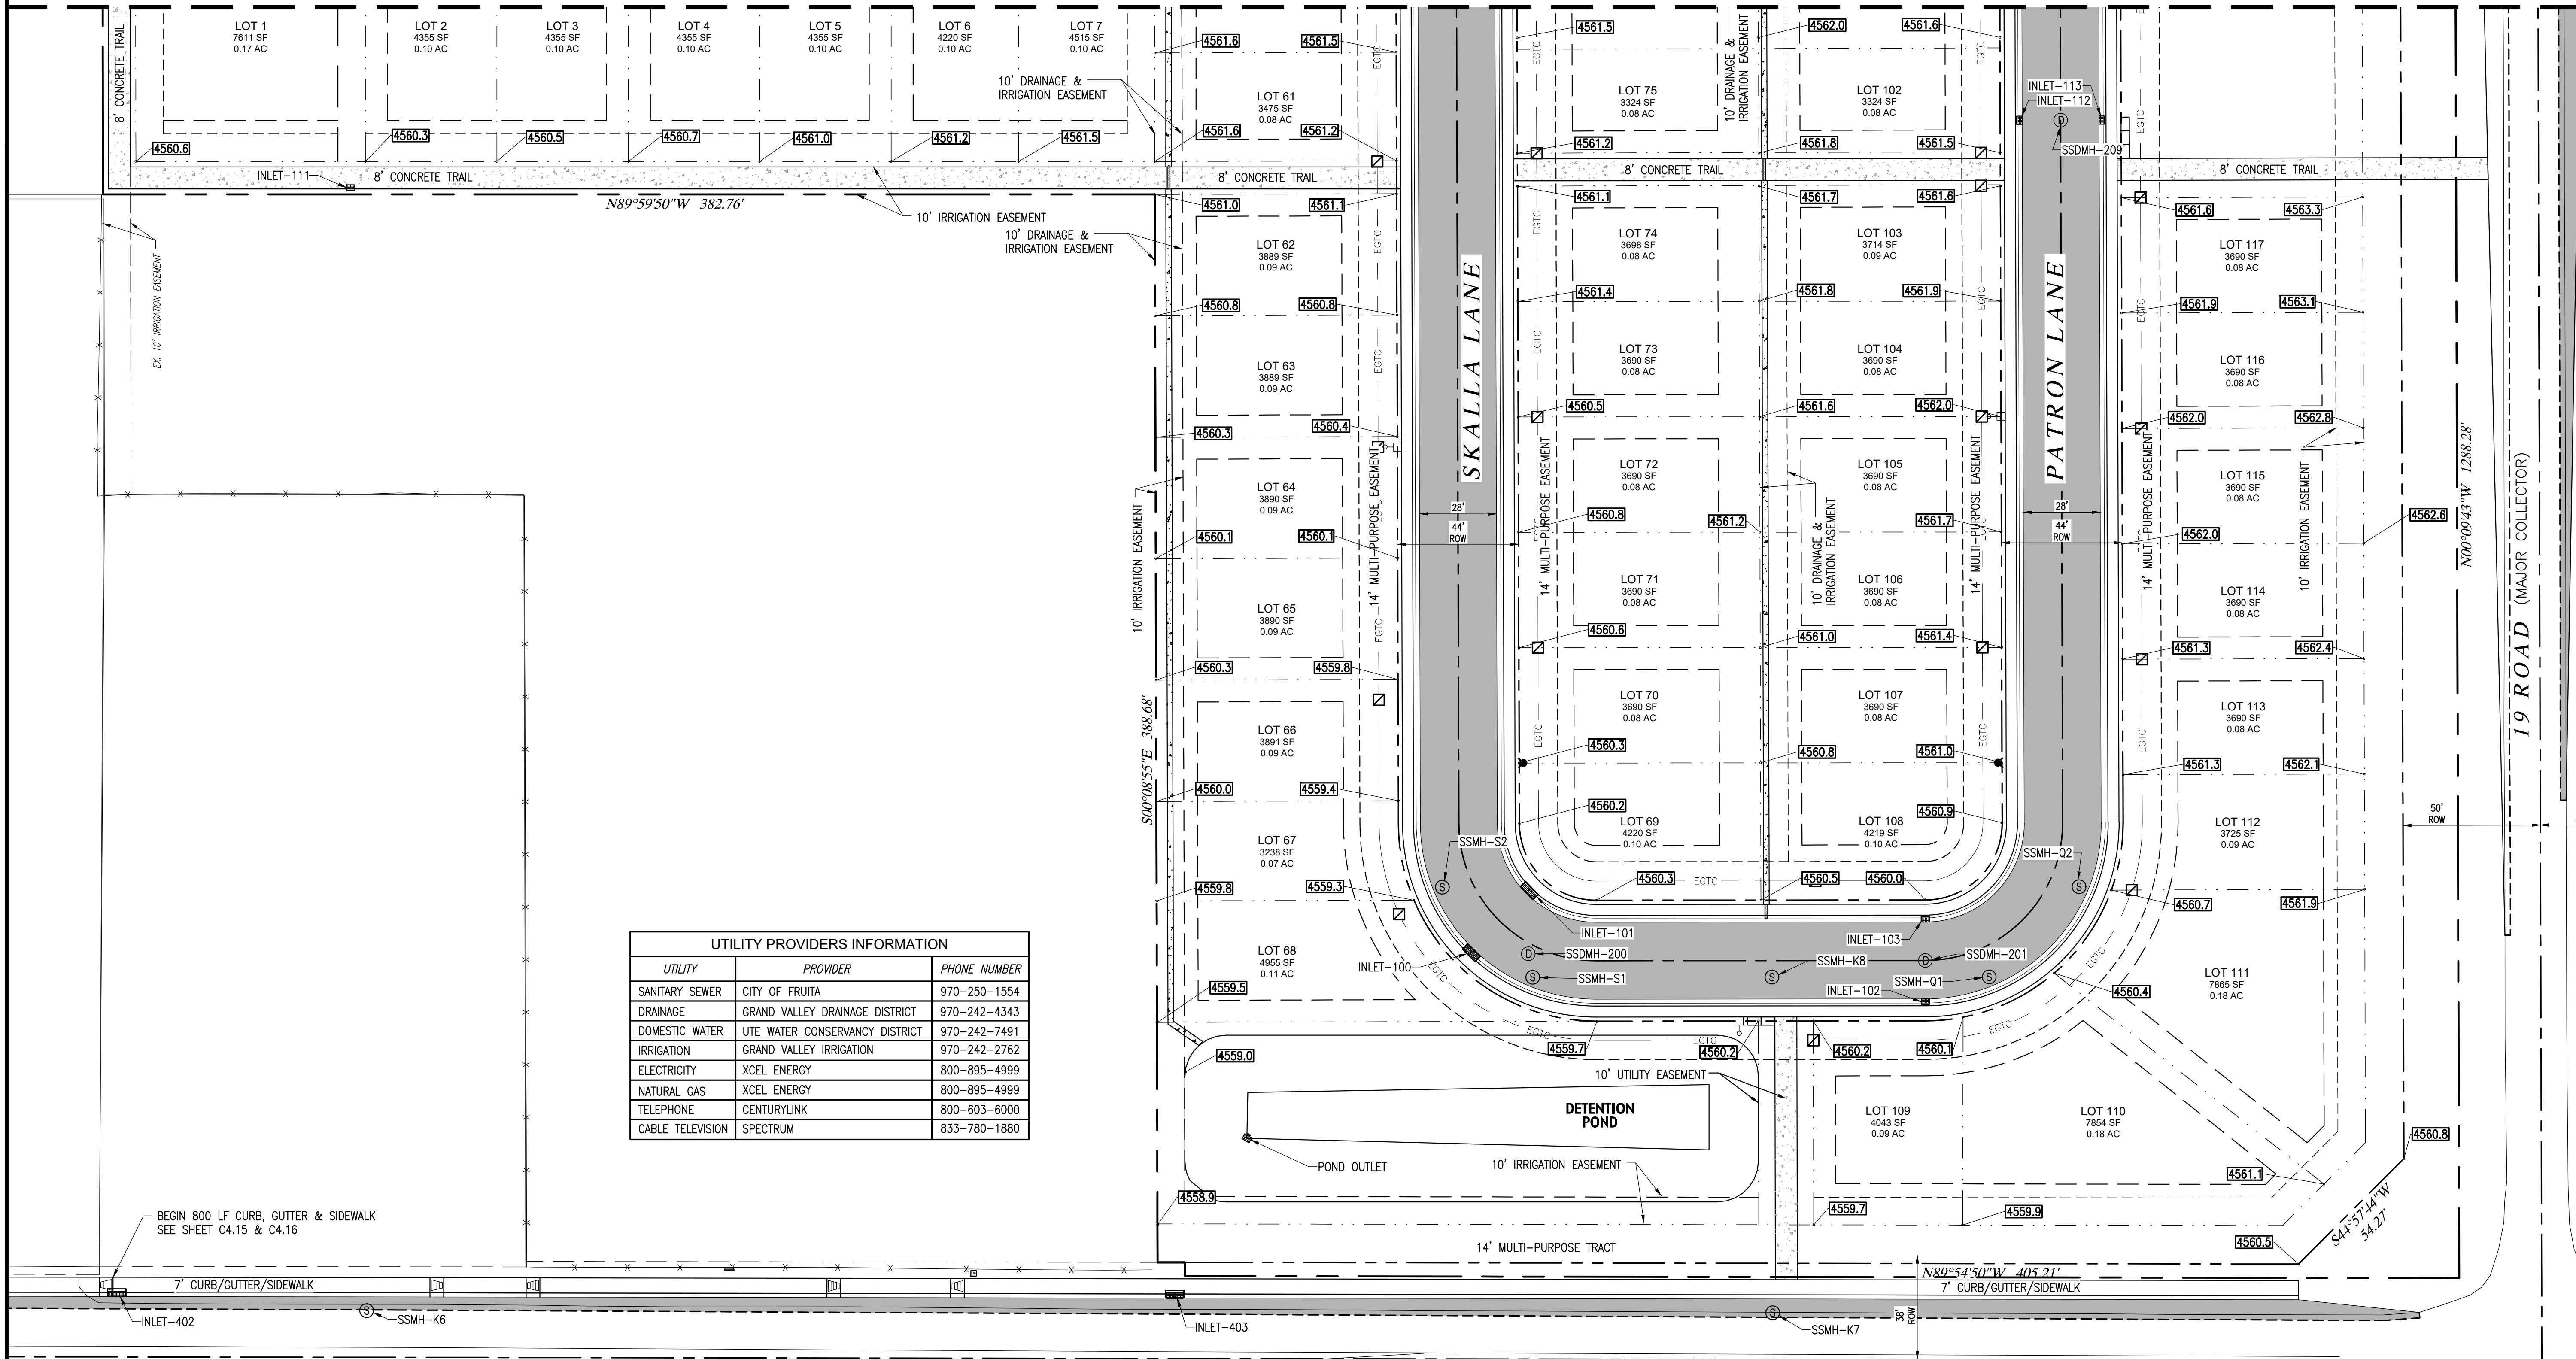 LOT 1
7611 SF
0.17 AC
LOT 2
4355 SF
0.10 AC
LOT 3
4355 SF
0.10 AC
LOT 4
4355 SF
0.10 AC
LOT 5
4355 SF
0.10 AC
LOT 6
4220 SF
0.10 AC
LOT 7
4515 SF
0.10 AC
8' CONCRETE TRAIL
4560.6
4560.3
4560.5
4560.7
4561.0
4561.2
4561.5
10' DRAINAGE &
IRRIGATION EASEMENT
INLET-111
8' CONCRETE TRAIL
N89°59'50"W 382.76'
10' IRRIGATION EASEMENT
10' DRAINAGE &
IRRIGATION EASEMENT
EX. 10' IRRIGATION EASEMENT
4561.6
4561.5
LOT 61
3475 SF
0.08 AC
4561.6
4561.2
8' CONCRETE TRAIL
4561.0
4561.1
LOT 62
3889 SF
0.09 AC
4560.8
4560.8
LOT 63
3889 SF
0.09 AC
4560.3
4560.4
LOT 64
3890 SF
0.09 AC
4560.1
4560.1
LOT 65
3890 SF
0.09 AC
4560.3
4559.8
LOT 66
3891 SF
0.09 AC
4560.0
4559.4
LOT 67
3238 SF
0.07 AC
4559.8
4559.3
LOT 68
4955 SF
0.11 AC
4559.5
10' IRRIGATION EASEMENT
S00°08'55"E 388.68'
EGTC
EGTC
EGTC
EGTC
EGTC
EGTC
14' MULTI-PURPOSE EASEMENT
SKALLA LANE
28'
44'
ROW
4561.5
EGTC
LOT 75
3324 SF
0.08 AC
4561.2
10' DRAINAGE &
IRRIGATION EASEMENT
8' CONCRETE TRAIL
4561.1
EGTC
LOT 74
3698 SF
0.08 AC
4561.4
EGTC
LOT 73
3690 SF
0.08 AC
4560.5
14' MULTI-PURPOSE EASEMENT
LOT 72
3690 SF
0.08 AC
4560.8
EGTC
4561.2
LOT 71
3690 SF
0.08 AC
4560.6
LOT 70
3690 SF
0.08 AC
EGTC
4560.3
4560.2
LOT 69
4220 SF
0.10 AC
4560.3
EGTC
4562.0
4561.6
EGTC
LOT 102
3324 SF
0.08 AC
4561.8
4561.5
4561.7
4561.6
LOT 103
3714 SF
0.09 AC
4561.8
4561.9
EGTC
LOT 104
3690 SF
0.08 AC
4561.6
4562.0
LOT 105
3690 SF
0.08 AC
4561.7
EGTC
10' DRAINAGE &
IRRIGATION EASEMENT
14' MULTI-PURPOSE EASEMENT
LOT 106
3690 SF
0.08 AC
4561.0
4561.4
LOT 107
3690 SF
0.08 AC
EGTC
4560.8
4561.0
4560.9
LOT 108
4219 SF
0.10 AC
4560.5
4560.0
PATRON LANE
28'
44'
ROW
INLET-113
INLET-112
SSDMH-209
EGTC
8' CONCRETE TRAIL
4561.6
4563.3
LOT 117
3690 SF
0.08 AC
EGTC
4561.9
4563.1
LOT 116
3690 SF
0.08 AC
4562.0
4562.8
LOT 115
3690 SF
0.08 AC
14' MULTI-PURPOSE EASEMENT
10' IRRIGATION EASEMENT
4562.0
4562.6
EGTC
LOT 114
3690 SF
0.08 AC
4561.3
4562.4
LOT 113
3690 SF
0.08 AC
EGTC
4561.3
4562.1
LOT 112
3725 SF
0.09 AC
4560.7
4561.9
LOT 111
7865 SF
0.18 AC
4560.4
EGTC
N00°09'43"W 1288.28'
19 ROAD (MAJOR COLLECTOR)
50'
ROW
SSMH-S2
SSMH-Q2
INLET-101
INLET-103
INLET-100
SSDMH-200
SSMH-K8
SSDMH-201
SSMH-S1
SSMH-Q1
INLET-102
EGTC
EGTC
EGTC
EGTC
4559.0
4559.7
4560.2
4560.2
4560.1
10' UTILITY EASEMENT
DETENTION
POND
POND OUTLET
10' IRRIGATION EASEMENT
4558.9
LOT 109
4043 SF
0.09 AC
LOT 110
7854 SF
0.18 AC
4560.8
4561.1
4559.7
4559.9
4560.5
S44°57'44"W
54.27'
14' MULTI-PURPOSE TRACT
N89°54'50"W 405.21'
7' CURB/GUTTER/SIDEWALK
38'
ROW
SSMH-K7
UTILITY PROVIDERS INFORMATION
UTILITY PROVIDER PHONE NUMBER
SANITARY SEWER CITY OF FRUITA 970-250-1554
DRAINAGE GRAND VALLEY DRAINAGE DISTRICT 970-242-4343
DOMESTIC WATER UTE WATER CONSERVANCY DISTRICT 970-242-7491
IRRIGATION GRAND VALLEY IRRIGATION 970-242-2762
ELECTRICITY XCEL ENERGY 800-895-4999
NATURAL GAS XCEL ENERGY 800-895-4999
TELEPHONE CENTURYLINK 800-603-6000
CABLE TELEVISION SPECTRUM 833-780-1880
BEGIN 800 LF CURB, GUTTER & SIDEWALK
SEE SHEET C4.15 & C4.16
7' CURB/GUTTER/SIDEWALK
INLET-402
SSMH-K6
INLET-403